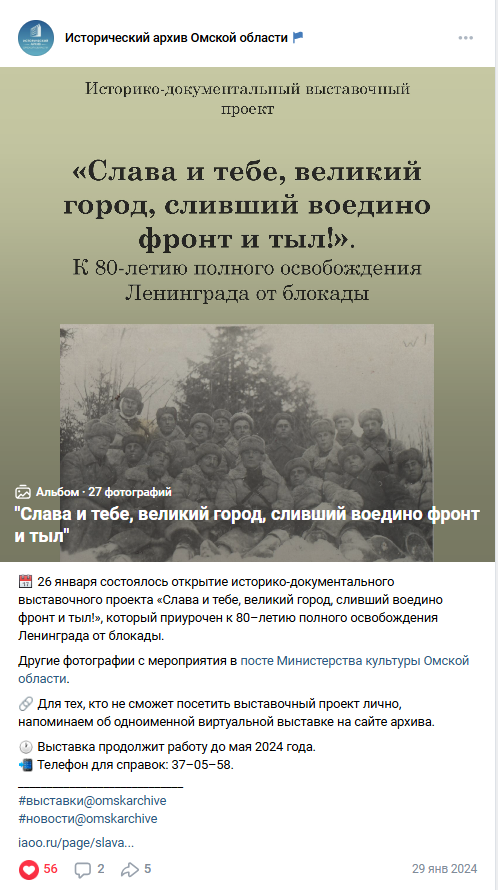 Исторический архив Омской области
Историко-документальный выставочный
проект
«Слава и тебе, великий
город, сливший воедино
фронт и тыл!».
К 80-летию полного освобождения
Ленинграда от блокады
Альбом · 27 фотографий
"Слава и тебе, великий город, сливший воедино фронт
и тыл"
26 января состоялось открытие историко-документального
выставочного проекта «Слава и тебе, великий город, сливший воедино
фронт и тыл!», который приурочен к 80–летию полного освобождения
Ленинграда от блокады.
Другие фотографии с мероприятия в посте Министерства культуры Омской
области.
Для тех, кто не сможет посетить выставочный проект лично,
напоминаем об одноименной виртуальной выставке на сайте архива.
Выставка продолжит работу до мая 2024 года.
Телефон для справок: 37–05–58.
___________________________
#выставки@omskarchive
#новости@omskarchive
iaoo.ru/page/slava...
56 2 5 29 янв 2024